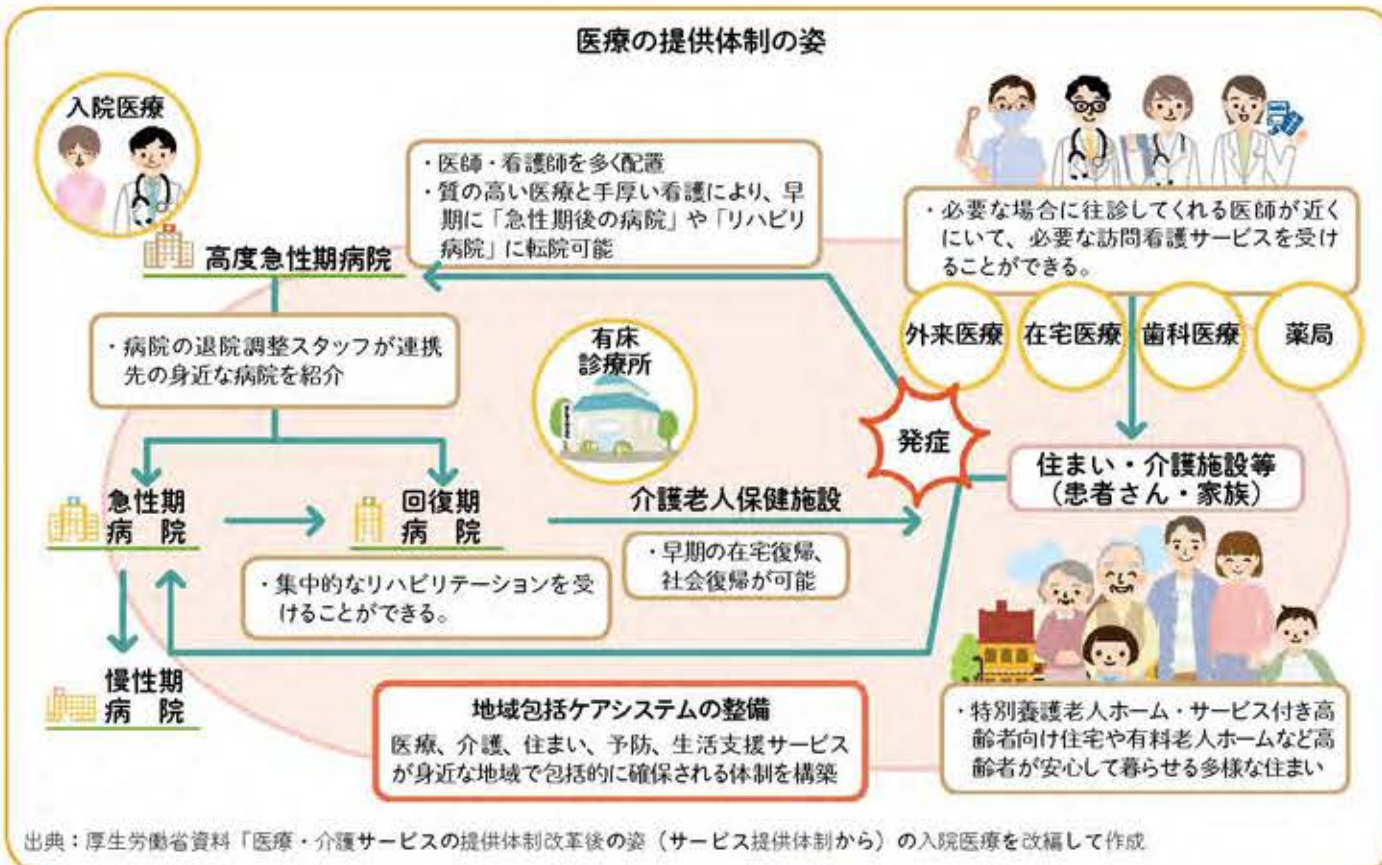 医療の提供体制の姿
入院医療
・医師・看護師を多く配置
・質の高い医療と手厚い看護により、早
期に「急性期後の病院」や「リハビリ
病院」に転院可能
・必要な場合に往診してくれる医師が近く
にいて、必要な訪問看護サービスを受け
ることができる。
高度急性期病院
外来医療
在宅医療
歯科医療
薬局
・病院の退院調整スタッフが連携
先の身近な病院を紹介
有床
診療所
発症
住まい・介護施設等
(患者さん・家族)
急性期
病 院
回復期
病 院
介護老人保健施設
・早期の在宅復帰、
社会復帰が可能
・集中的なリハビリテーションを受
けることができる。
慢性期
病 院
地域包括ケアシステムの整備
医療、介護、住まい、予防、生活支援サービス
が身近な地域で包括的に確保される体制を構築
・特別養護老人ホーム・サービス付き高
齢者向け住宅や有料老人ホームなど高
齢者が安心して暮らせる多様な住まい
出典：厚生労働省資料「医療・介護サービスの提供体制改革後の姿（サービス提供体制から）の入院医療を改編して作成